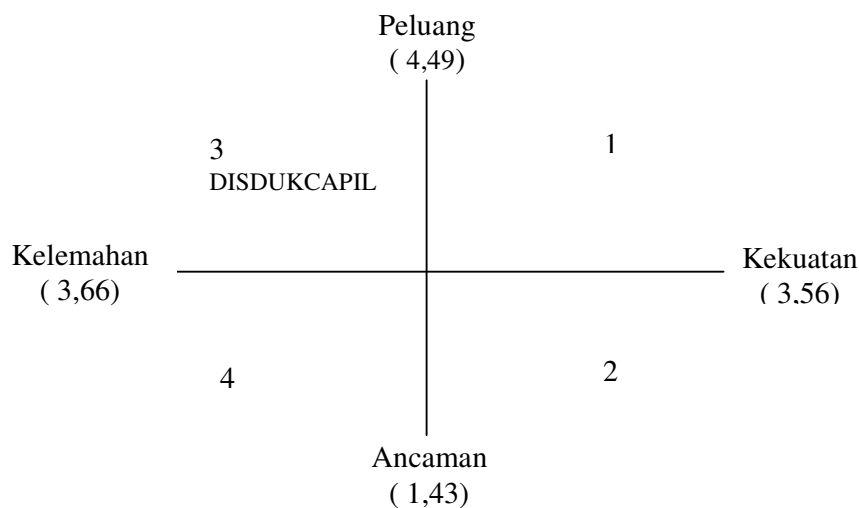 Peluang
( 4,49)
3
DISDUKCAPIL
1
Kelemahan
( 3,66)
Kekuatan
( 3,56)
4
2
Ancaman
( 1,43)